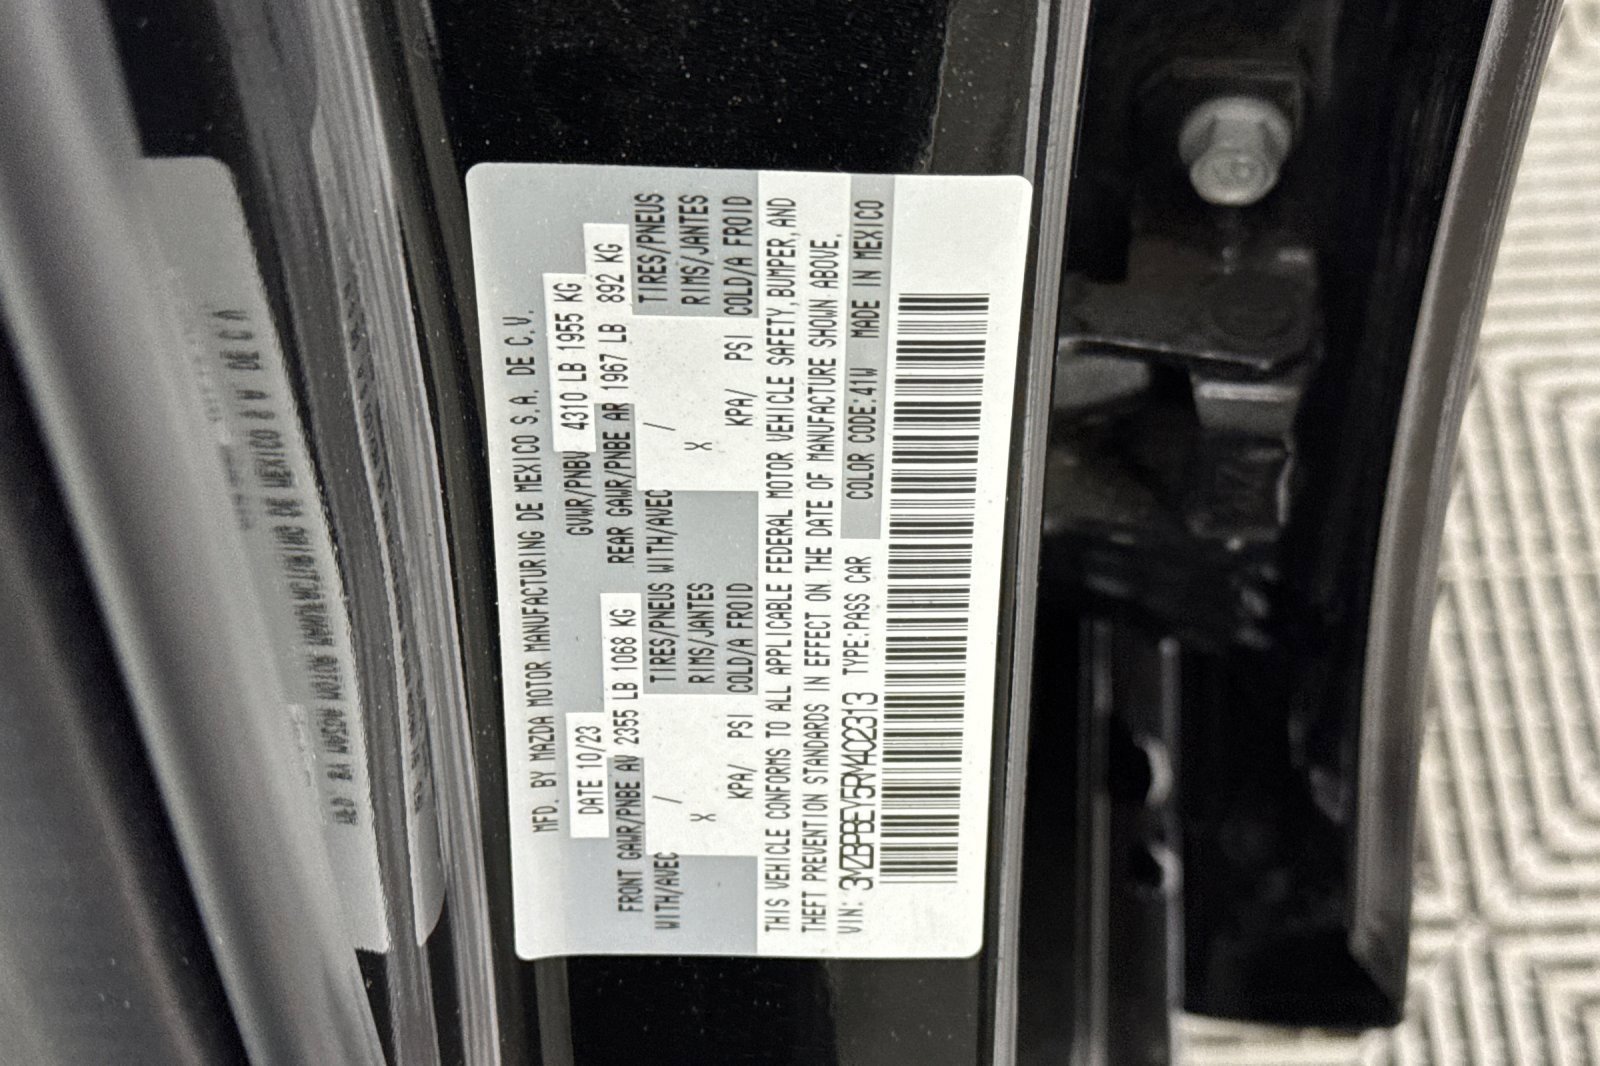 MFD. BY MAZDA MOTOR MANUFACTURING DE MEXICO S.A. DE C.V.
DATE 10/23 GVWR/PNBV 4310 LB 1955 KG
FRONT GAWR/PNBE AV 2355 LB 1068 KG REAR GAWR/PNBE AR 1967 LB 892 KG
WITH/AVEC / TIRES/PNEUS WITH/AVEC / TIRES/PNEUS
X RIMS/JANTES X RIMS/JANTES
KPA/ PSI COLD/A FROID KPA/ PSI COLD/A FROID
THIS VEHICLE CONFORMS TO ALL APPLICABLE FEDERAL MOTOR VEHICLE SAFETY, BUMPER, AND
THEFT PREVENTION STANDARDS IN EFFECT ON THE DATE OF MANUFACTURE SHOWN ABOVE.
VIN: 3MZBPBEY5RM402313 TYPE:PASS CAR COLOR CODE:41W MADE IN MEXICO